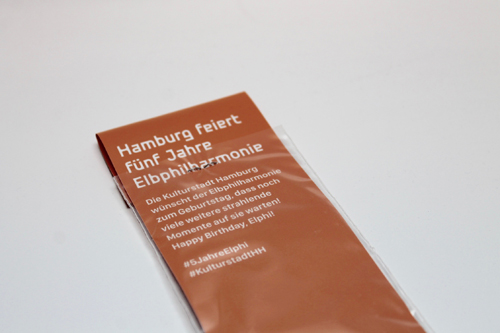 Hamburg feiert
fünf Jahre
Elbphilharmonie
Die Kulturstadt Hamburg
wünscht der Elbphilharmonie
zum Geburtstag, dass noch
viele weitere strahlende
Momente auf sie warten!
Happy Birthday, Elphi!
#5JahreElphi
#KulturstadtHH